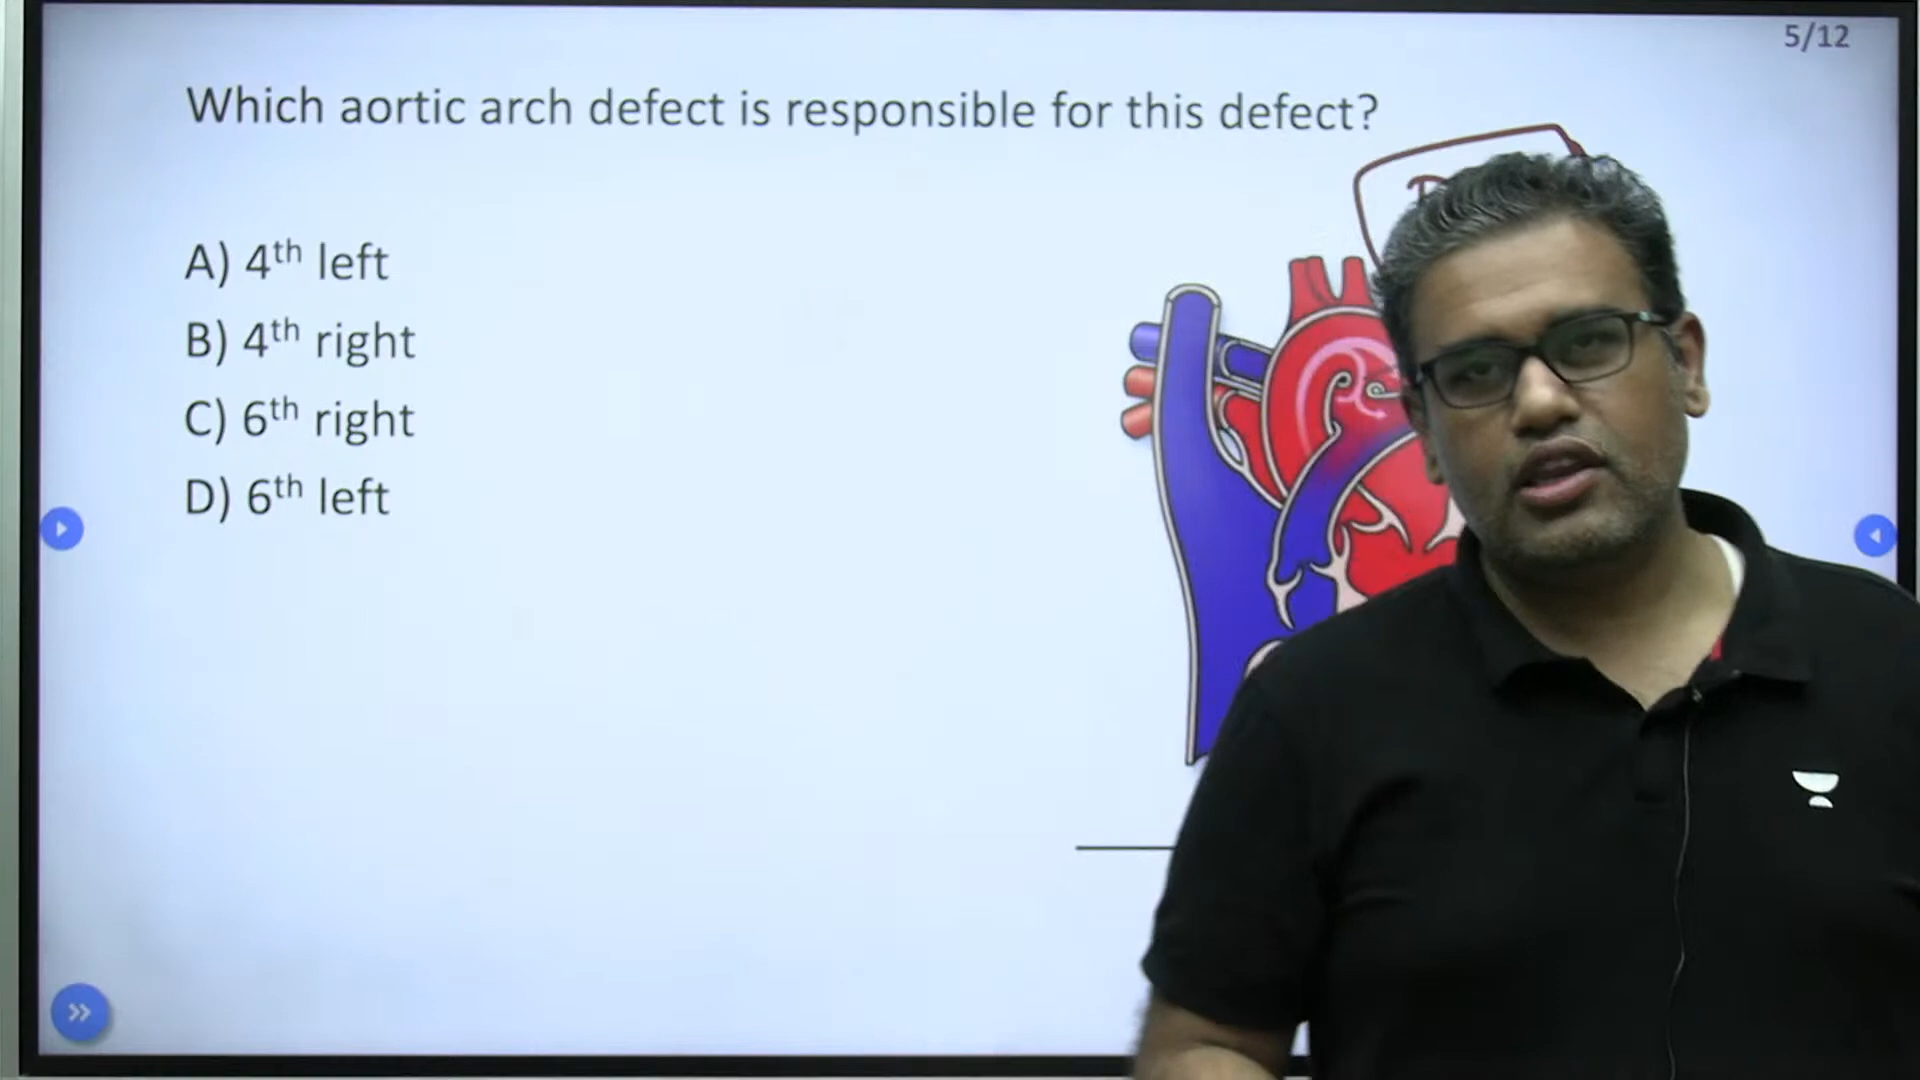 5/12
Which aortic arch defect is responsible for this defect?
A) 4th left
B) 4th right
C) 6th right
D) 6th left